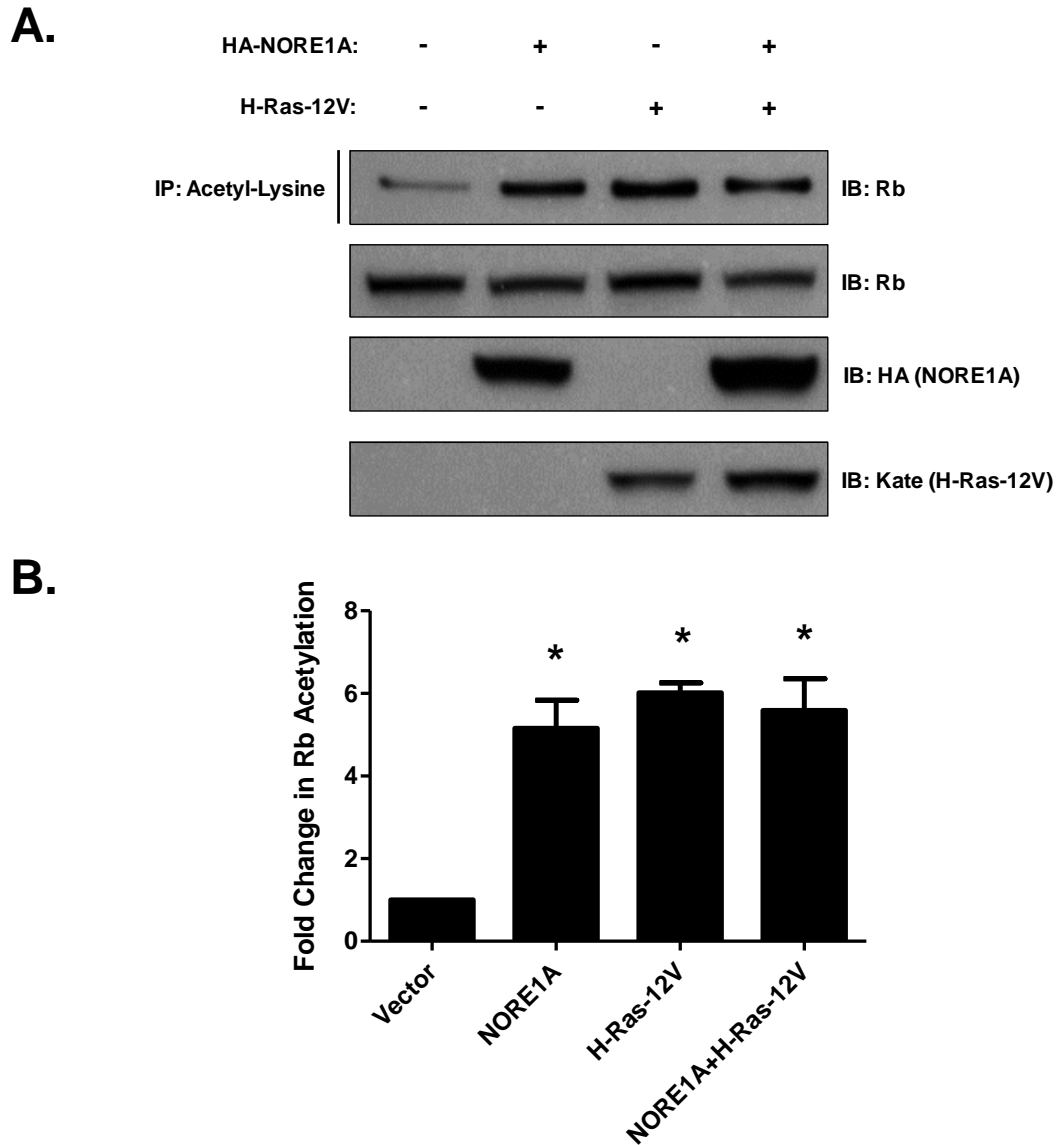 A.
HA-NORE1A: - + - +
H-Ras-12V: - - + +
IP: Acetyl-Lysine
IB: Rb
IB: Rb
IB: HA (NORE1A)
IB: Kate (H-Ras-12V)
B.
Fold Change in Rb Acetylation
8
6
4
2
0
* * *
Vector
NORE1A
H-Ras-12V
NORE1A+H-Ras-12V